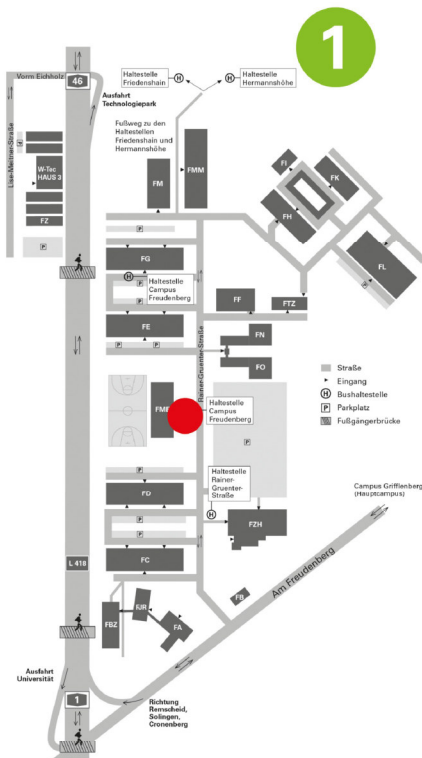 1
Vorm Eichholz
46
Haltestelle
Friedenshain
H
H
Haltestelle
Hermannshöhe
Ausfahrt
Technologiepark
Fußweg zu den
Haltestellen
Friedenshain und
Hermannshöhe
Lise-Meitner-Straße
P
W-Tec
HAUS 3
FZ
P
FM
FMM
FI
FK
FH
FL
H
P
FG
H
Haltestelle
Campus
Freudenberg
P
P
FE
P
P
FF
FTZ
FN
FO
Rainer-Gruenter-Straße
Haltestelle
Campus
Freudenberg
P
Straße
Eingang
H
Bushaltestelle
P
Parkplatz
Fußgängerbrücke
Haltestelle
Rainer-
Gruenter-
Straße
H
P
FD
P
P
FC
FZH
Campus Grifflenberg
(Hauptcampus)
L 418
Am Freudenberg
FB
FBZ
FJR
FA
Ausfahrt
Universität
1
Richtung
Remscheid,
Solingen,
Cronenberg